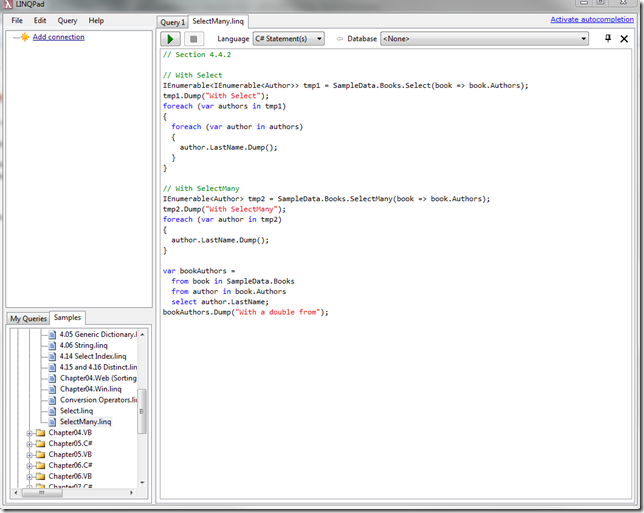 LINQPad
File Edit Query Help
Add connection
Query 1 SelectMany.linq
Activate autocompletion
Language C# Statement(s) Database <None>
// Section 4.4.2
// With Select
IEnumerable<IEnumerable<Author>> tmp1 = SampleData.Books.Select(book => book.Authors);
tmp1.Dump("With Select");
foreach (var authors in tmp1)
{
foreach (var author in authors)
{
author.LastName.Dump();
}
}
// With SelectMany
IEnumerable<Author> tmp2 = SampleData.Books.SelectMany(book => book.Authors);
tmp2.Dump("With SelectMany");
foreach (var author in tmp2)
{
author.LastName.Dump();
}
var bookAuthors =
from book in SampleData.Books
from author in book.Authors
select author.LastName;
bookAuthors.Dump("With a double from");
My Queries Samples
4.05 Generic Dictionary.l
4.06 String.linq
4.14 Select Index.linq
4.15 and 4.16 Distinct.linq
Chapter04.Web (Sorting
Chapter04.Win.linq
Conversion Operators.li
Select.linq
SelectMany.linq
Chapter04.VB
Chapter05.C#
Chapter05.VB
Chapter06.C#
Chapter06.VB
Chapter07.C#